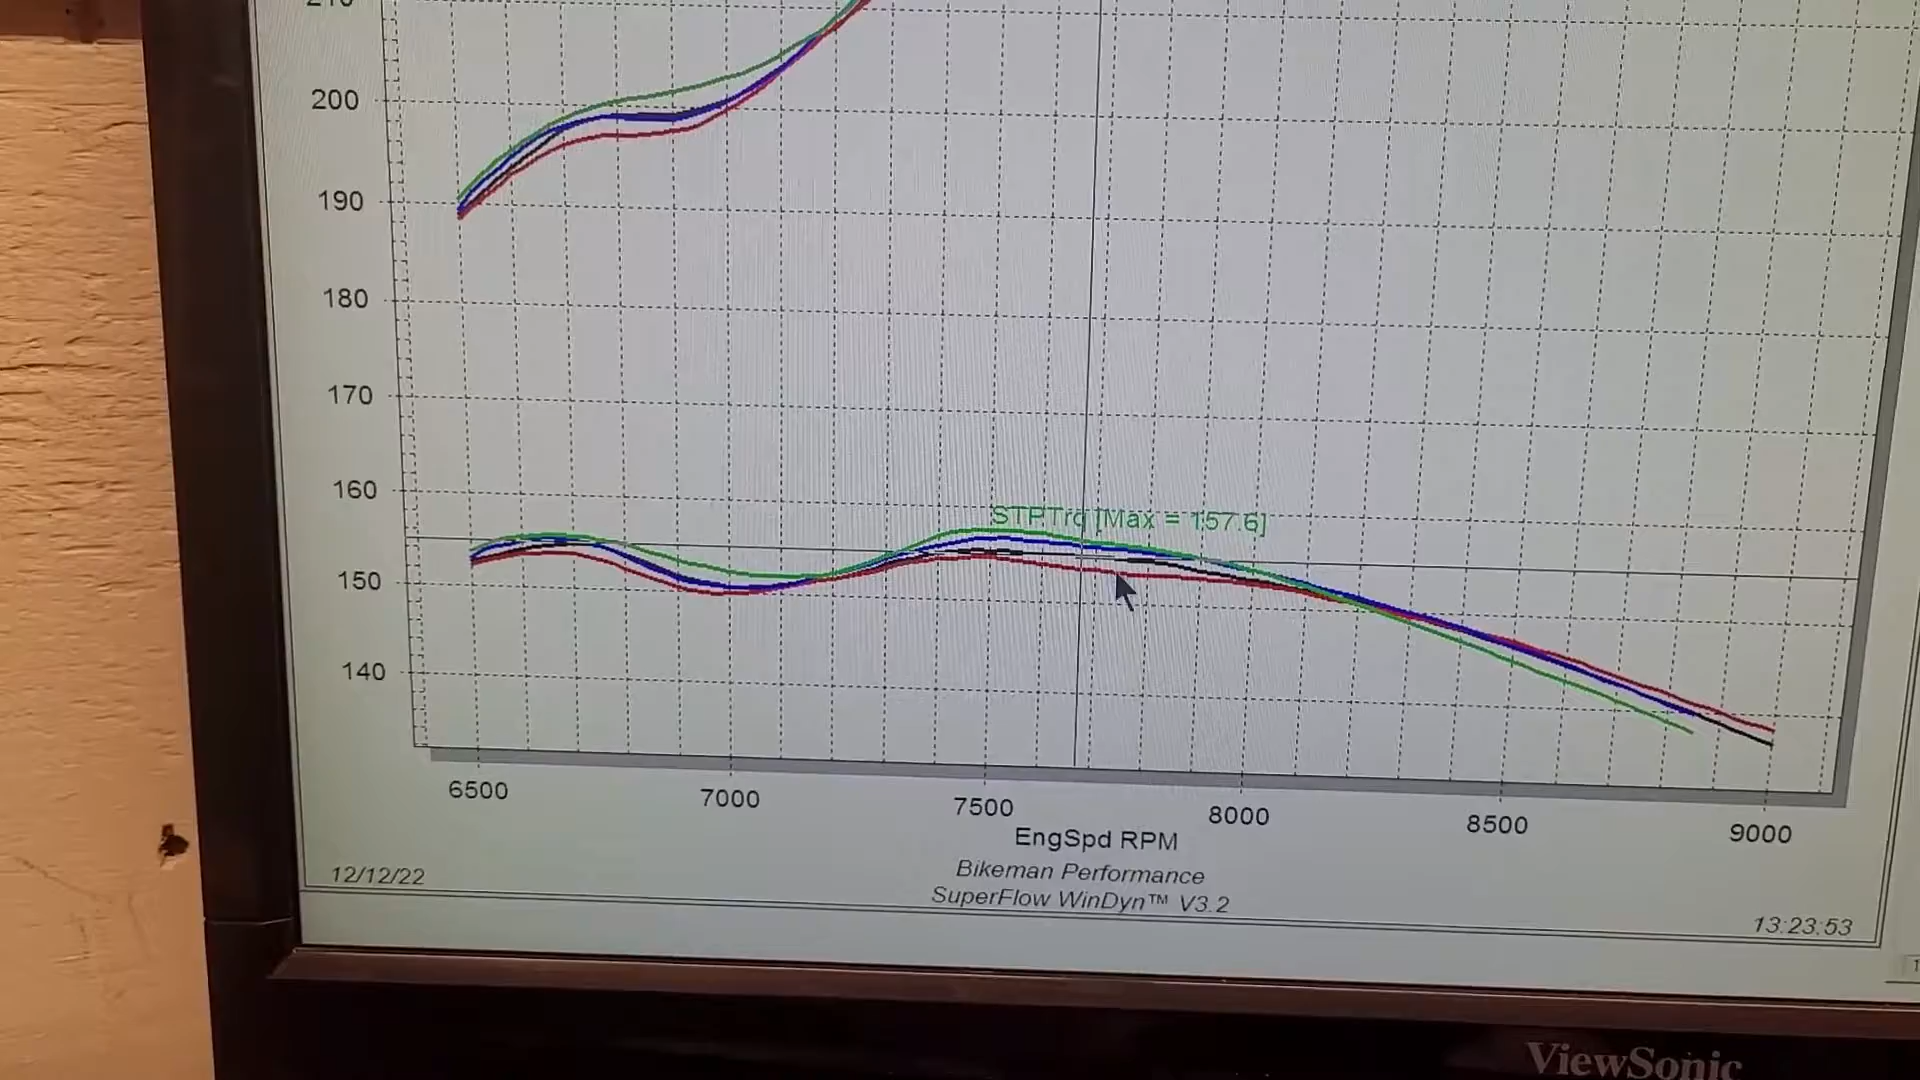 210
200
190
180
170
160
STPTrq [Max = 157.6]
150
140
6500 7000 7500 8000 8500 9000
EngSpd RPM
Bikeman Performance
12/12/22
SuperFlow WinDyn™ V3.2
13:23:53
ViewSonic